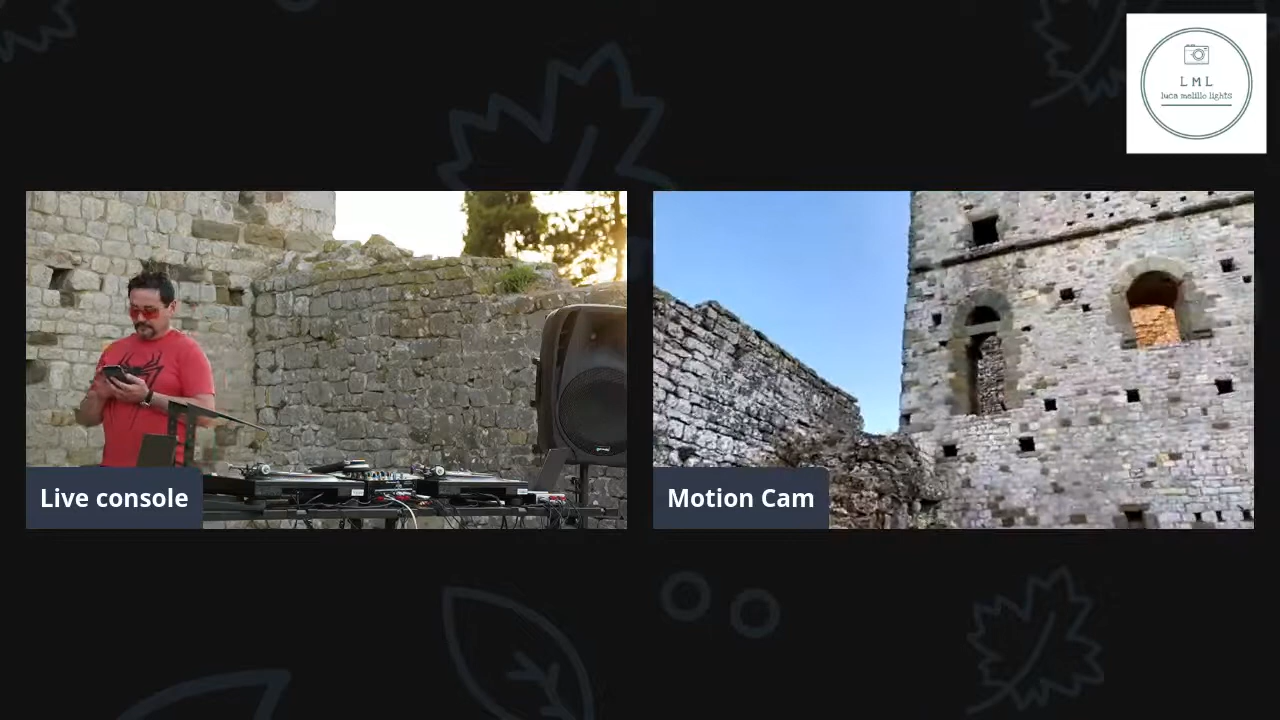 L M L
luca melillo lights
Live console
Motion Cam